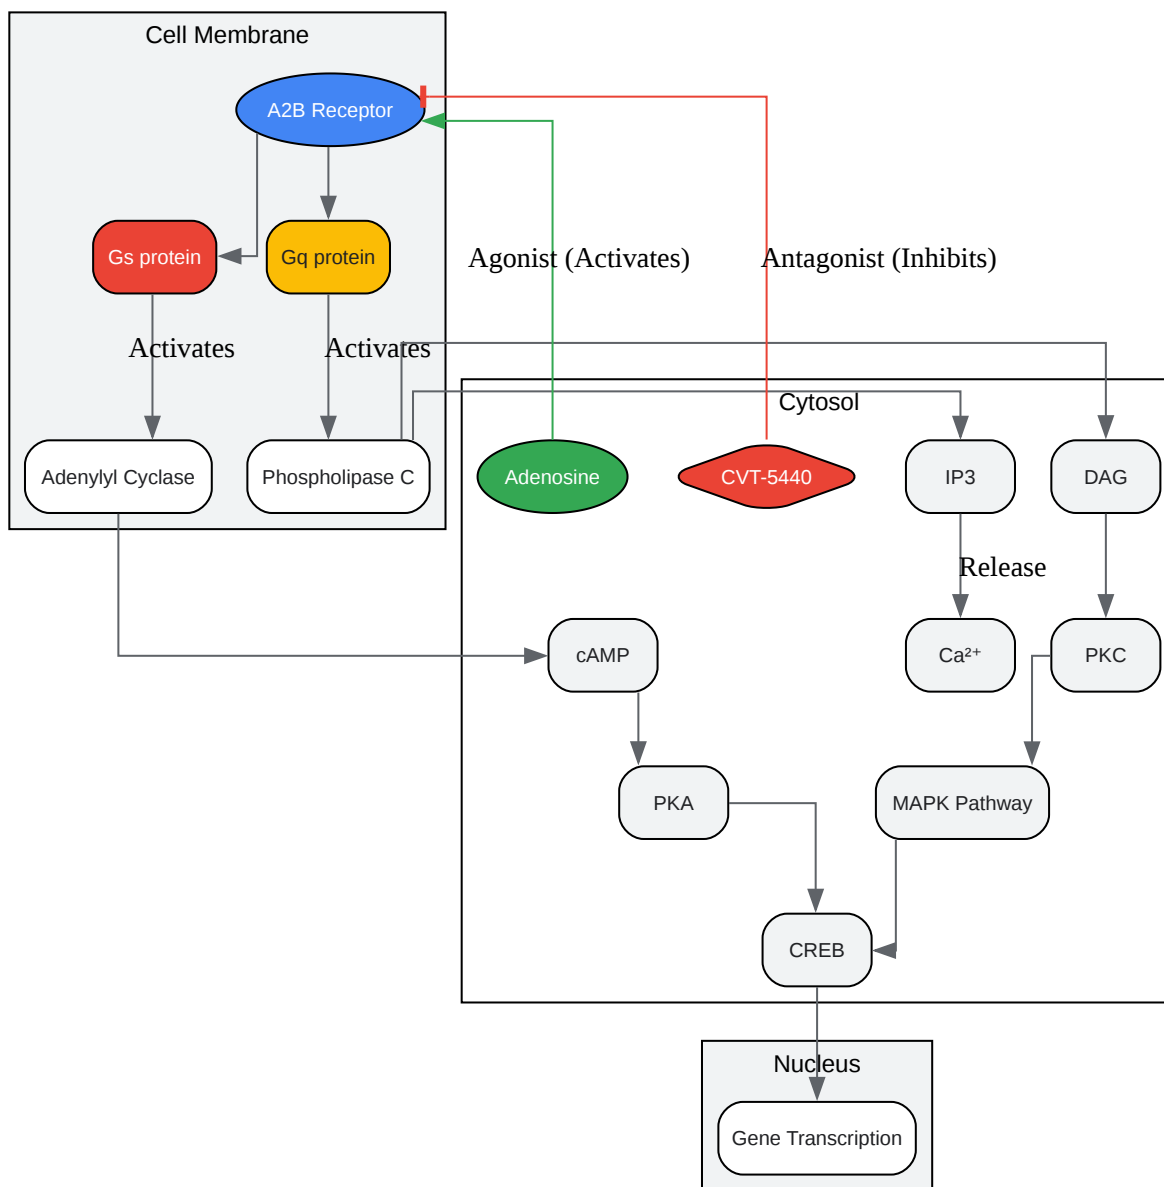 Cell Membrane
A2B Receptor
Gs protein
Gq protein
Agonist (Activates)
Antagonist (Inhibits)
Activates
Activates
Cytosol
Adenylyl Cyclase
Phospholipase C
Adenosine
CVT-5440
IP3
DAG
Release
cAMP
Ca²⁺
PKC
PKA
MAPK Pathway
CREB
Nucleus
Gene Transcription